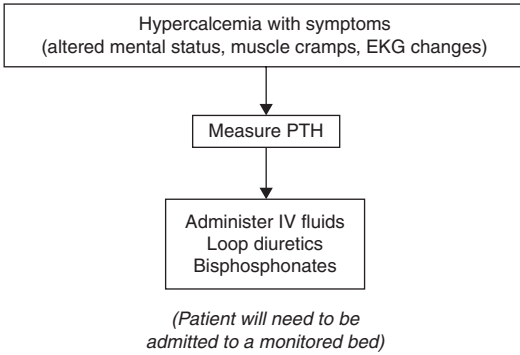 Hypercalcemia with symptoms
(altered mental status, muscle cramps, EKG changes)
Measure PTH
Administer IV fluids
Loop diuretics
Bisphosphonates
(Patient will need to be
admitted to a monitored bed)